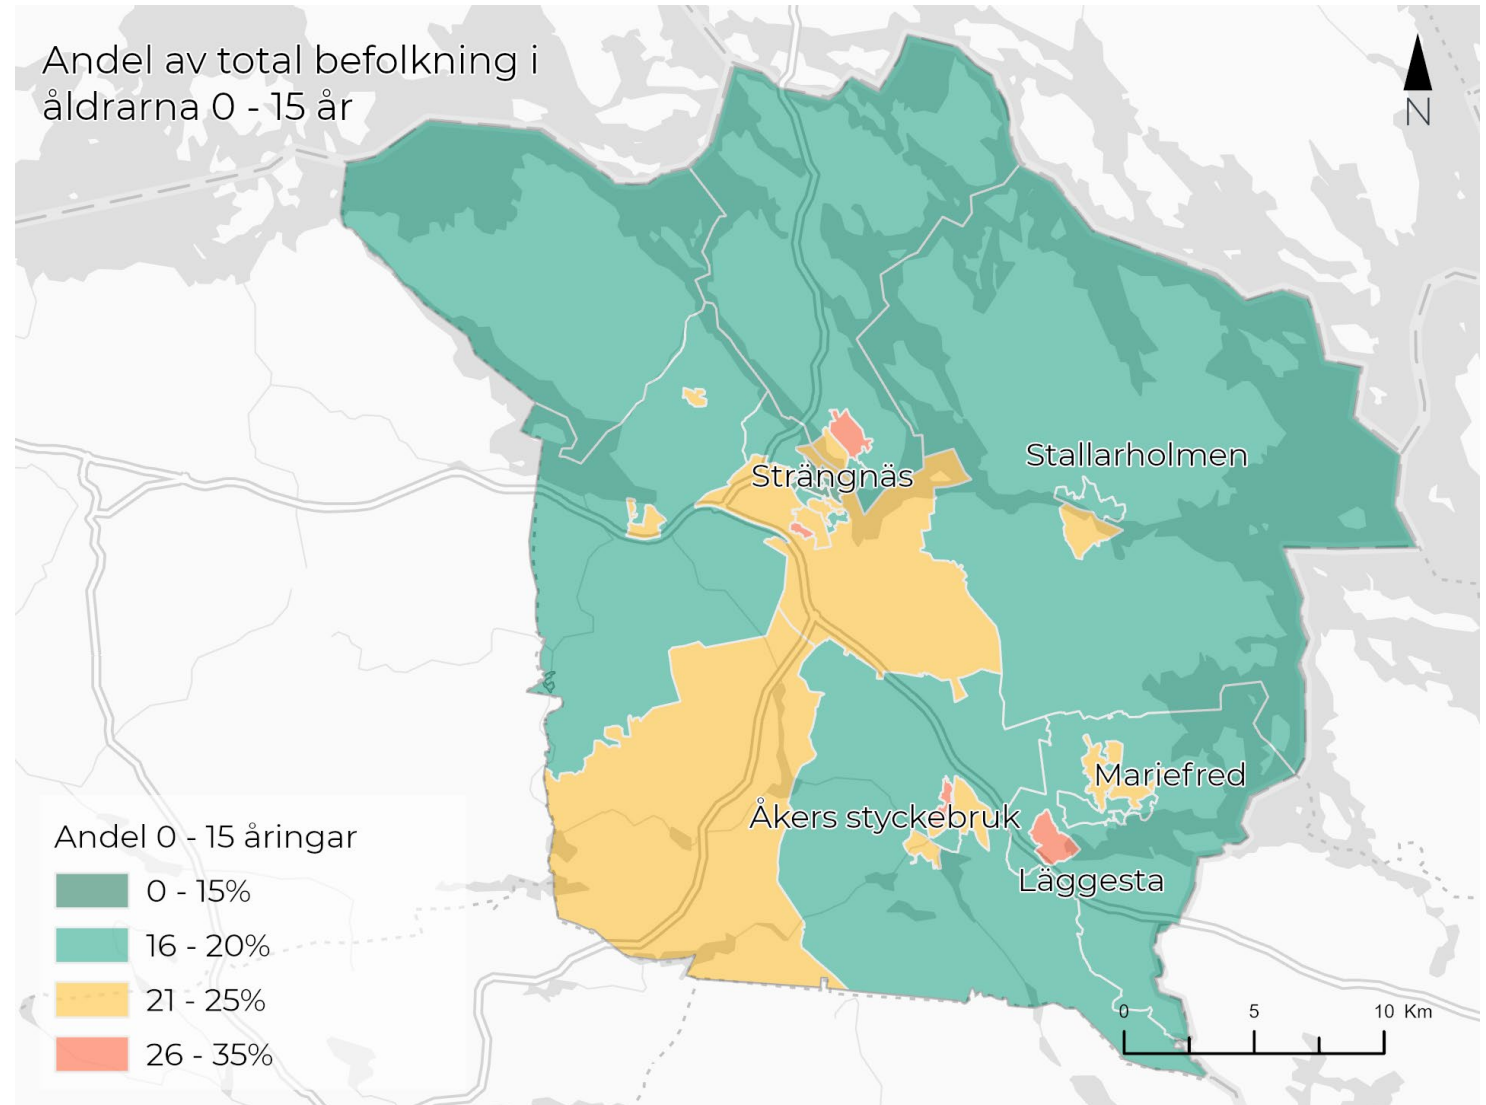 Andel av total befolkning i
åldrarna 0 - 15 år
N
Strängnäs
Stallarholmen
Mariefred
Åkers styckebruk
Läggesta
Andel 0 - 15 åringar
0 - 15%
16 - 20%
21 - 25%
26 - 35%
0 5 10 Km